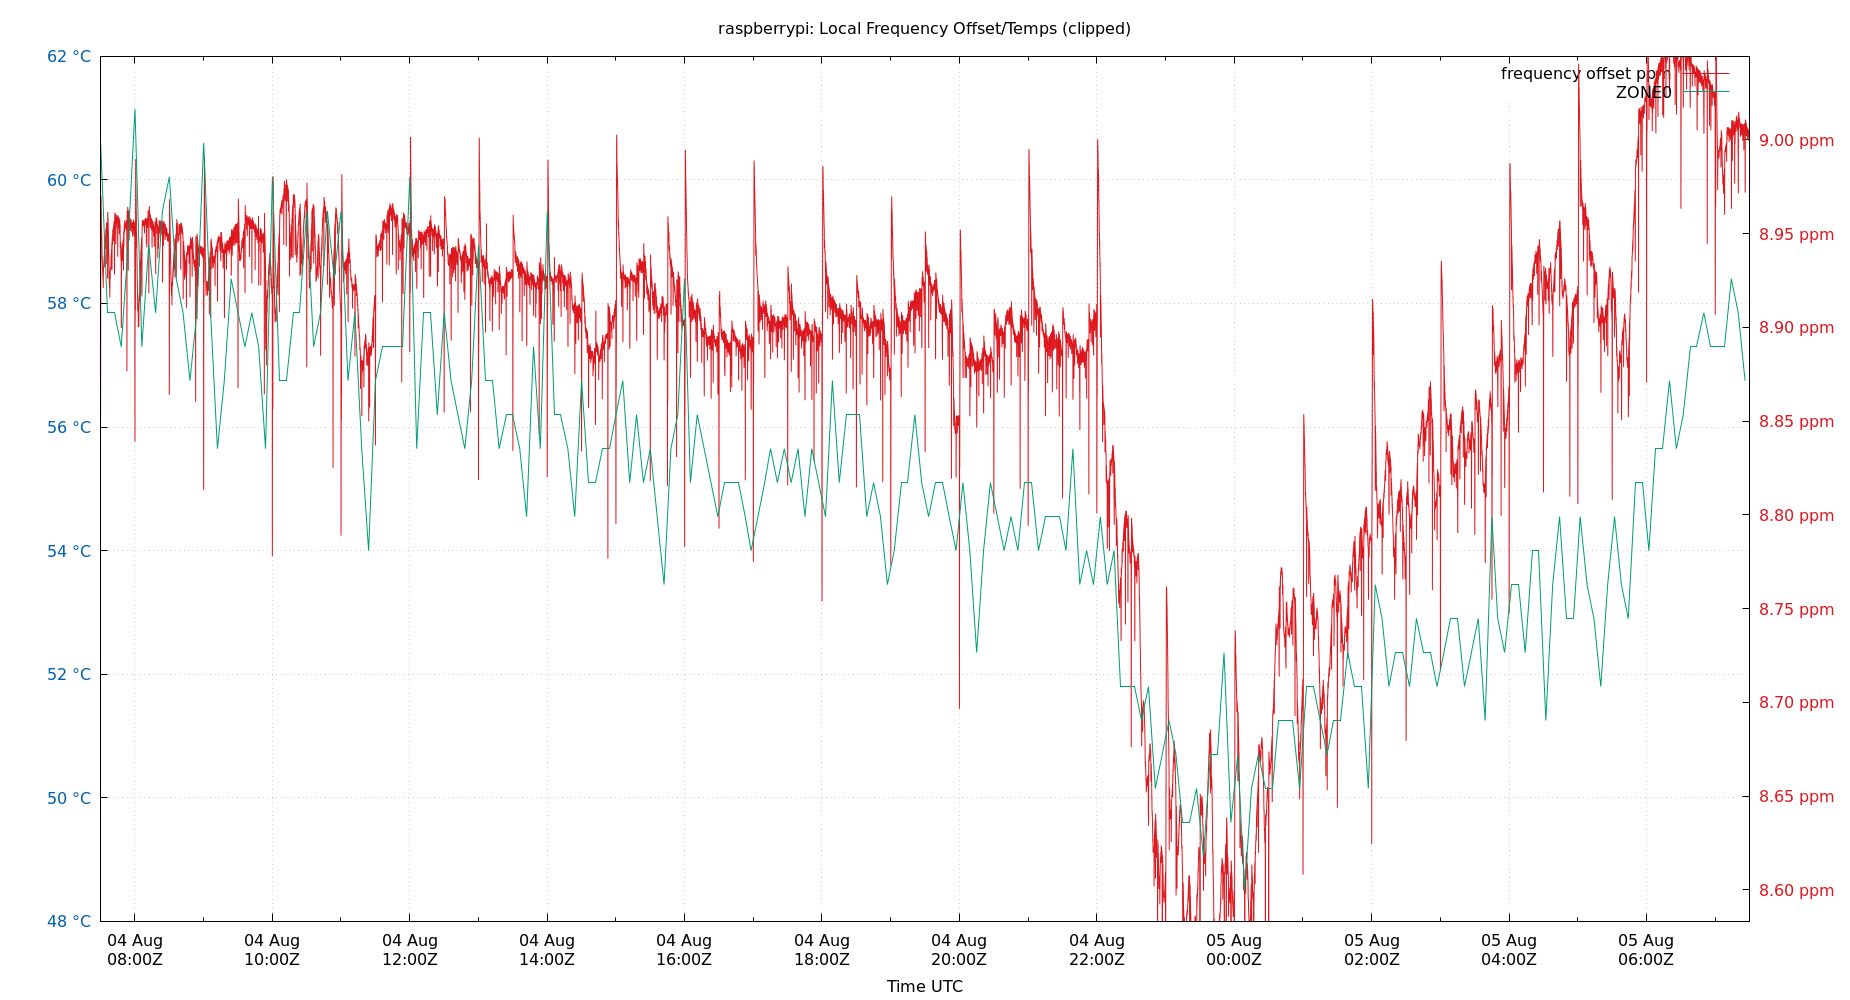 raspberrypi: Local Frequency Offset/Temps (clipped)
62 °C
60 °C
58 °C
56 °C
54 °C
52 °C
50 °C
48 °C
frequency offset ppm
ZONE0
9.00 ppm
8.95 ppm
8.90 ppm
8.85 ppm
8.80 ppm
8.75 ppm
8.70 ppm
8.65 ppm
8.60 ppm
04 Aug 04 Aug 04 Aug 04 Aug 04 Aug 04 Aug 04 Aug 04 Aug 05 Aug 05 Aug 05 Aug 05 Aug
08:00Z 10:00Z 12:00Z 14:00Z 16:00Z 18:00Z 20:00Z 22:00Z 00:00Z 02:00Z 04:00Z 06:00Z
Time UTC